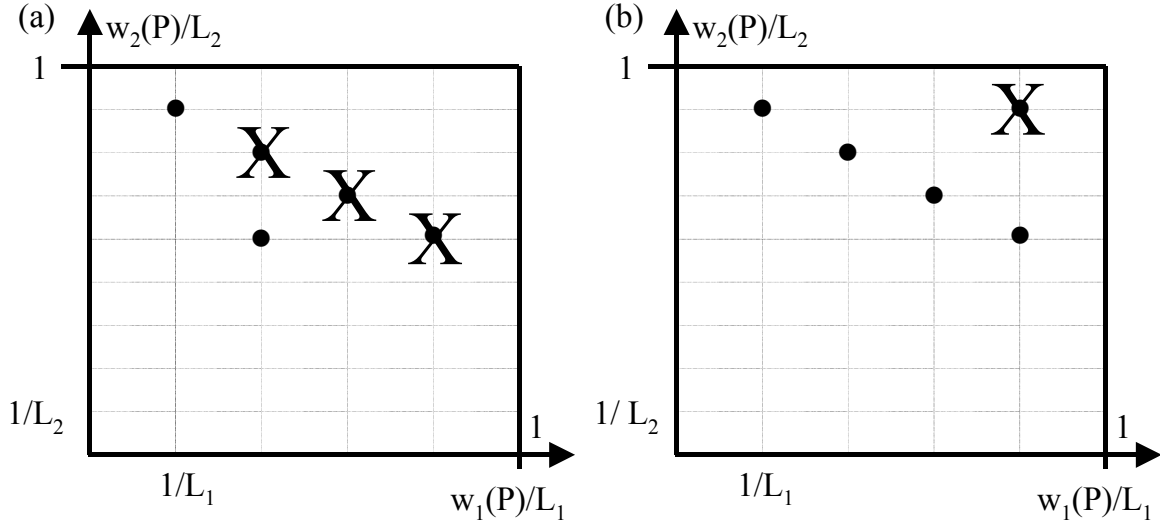 (a)
w₂(P)/L₂
1
X
X
X
1/L₂
1
1/L₁
w₁(P)/L₁
(b)
w₂(P)/L₂
1
X
1/ L₂
1
1/L₁
w₁(P)/L₁